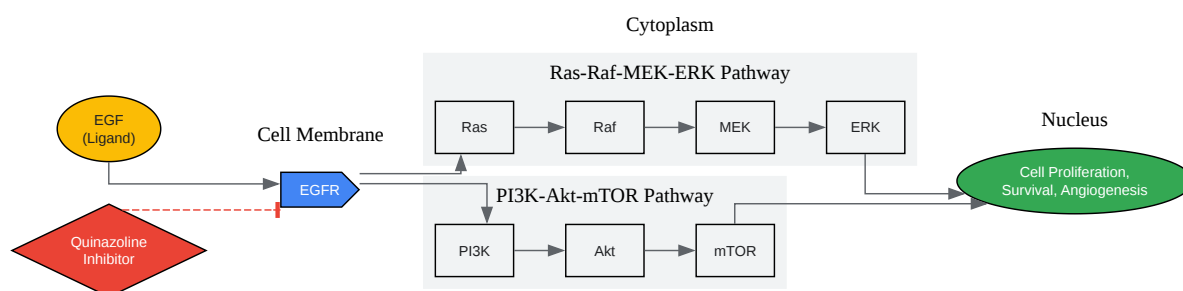 Cytoplasm
Ras-Raf-MEK-ERK Pathway
EGF
(Ligand)
Cell Membrane
Ras
Raf
MEK
ERK
Nucleus
EGFR
Cell Proliferation,
Survival, Angiogenesis
PI3K-Akt-mTOR Pathway
Quinazoline
Inhibitor
PI3K
Akt
mTOR